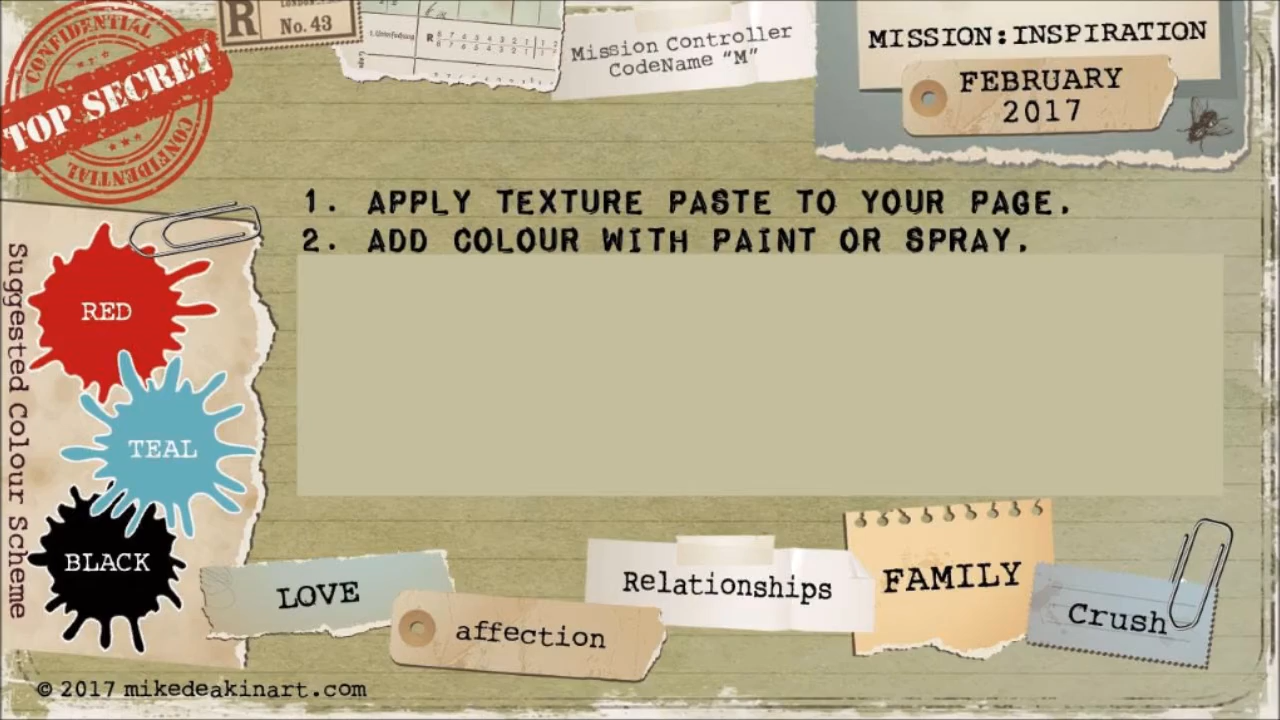 CONFIDENTIAL
TOP SECRET
CONFIDENTIAL
R
No. 43
Mission Controller
CodeName "M"
MISSION:INSPIRATION
FEBRUARY
2017
1. APPLY TEXTURE PASTE TO YOUR PAGE.
2. ADD COLOUR WITH PAINT OR SPRAY.
Suggested Colour Scheme
RED
TEAL
BLACK
LOVE
affection
Relationships
FAMILY
Crush
© 2017 mikedeakinart.com